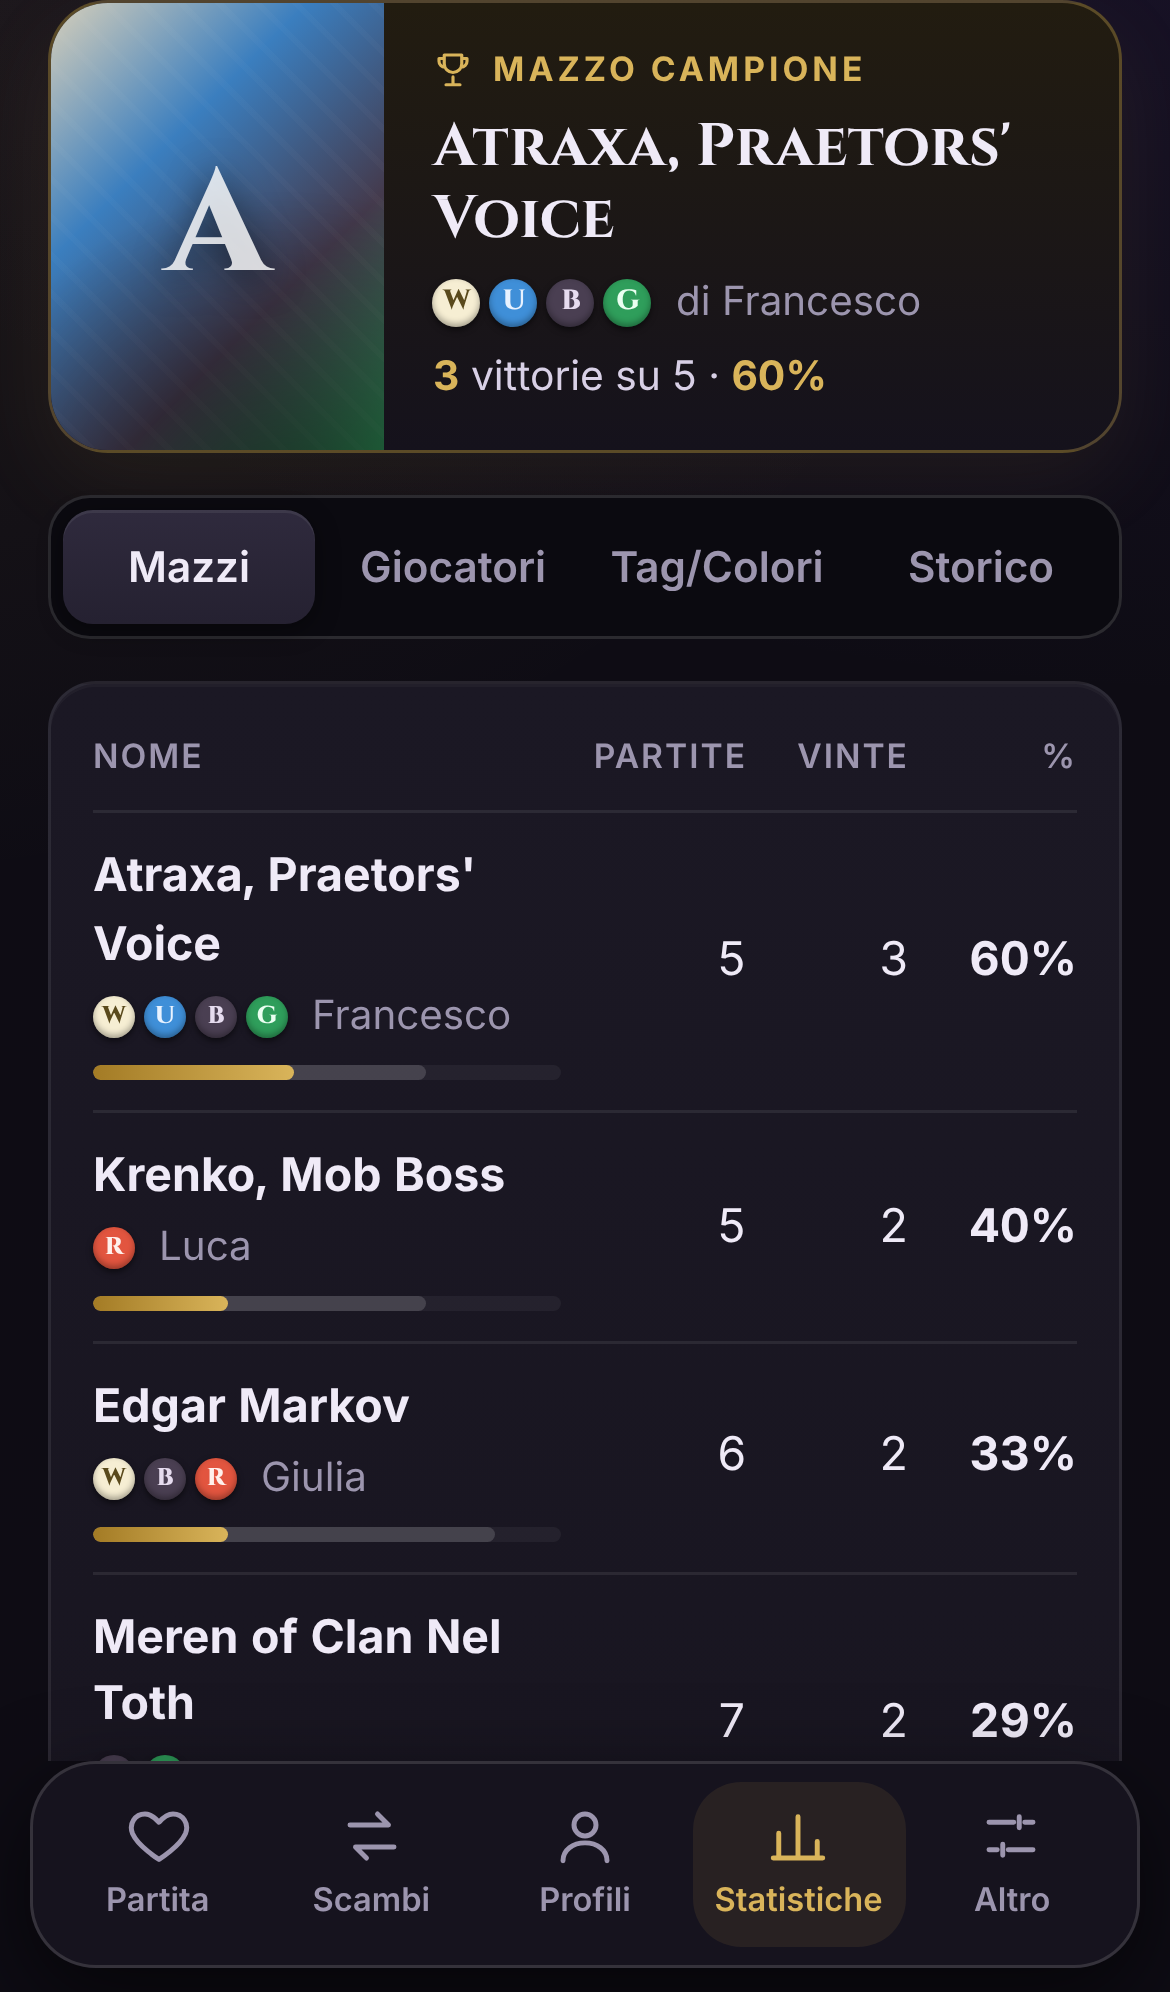 A
MAZZO CAMPIONE
Atraxa, Praetors'
Voice
W U B G di Francesco
3 vittorie su 5 · 60%
Mazzi Giocatori Tag/Colori Storico
NOME PARTITE VINTE %
Atraxa, Praetors'
Voice
5 3 60%
W U B G Francesco
Krenko, Mob Boss
5 2 40%
R Luca
Edgar Markov
6 2 33%
W B R Giulia
Meren of Clan Nel
Toth
7 2 29%
Partita Scambi Profili Statistiche Altro